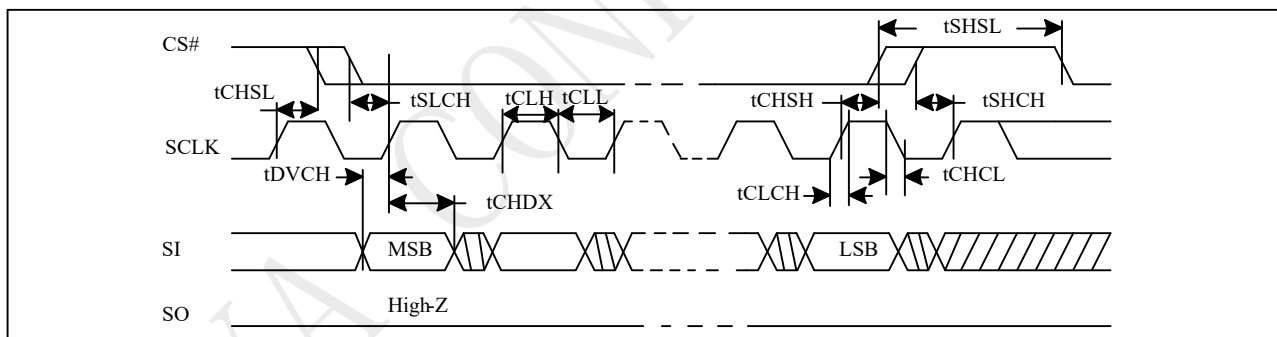 tSHSL
CS#
tCHSL
tSLCH
tCLH
tCLL
tCHSH
tSHCH
SCLK
tDVCH
tCHDX
tCLCH
tCHCL
SI
MSB
LSB
High-Z
SO